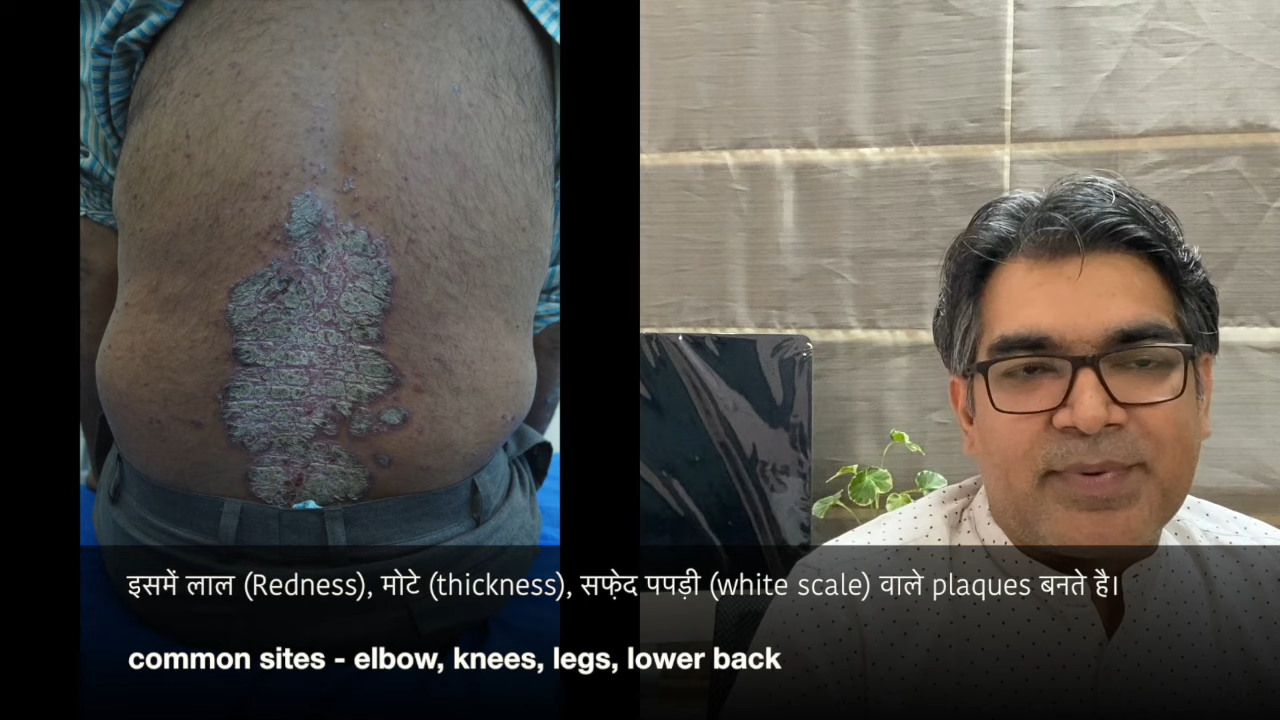 इसमें लाल (Redness), मोटे (thickness), सफ़ेद पपड़ी (white scale) वाले plaques बनते है।
common sites - elbow, knees, legs, lower back